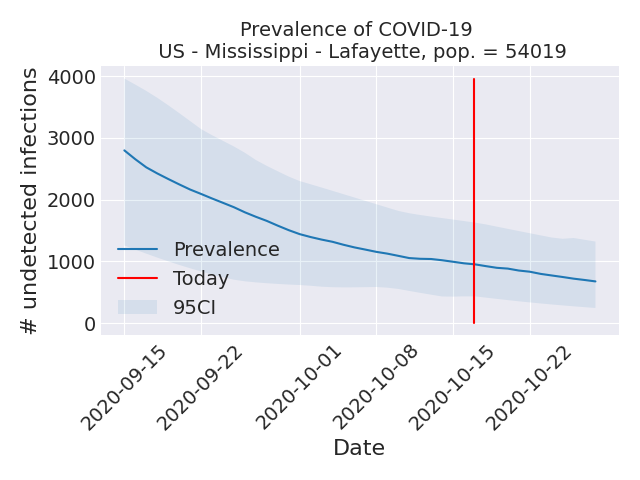 Prevalence of COVID-19
US - Mississippi - Lafayette, pop. = 54019
# undetected infections
4000
3000
2000
1000
0
Prevalence
Today
95CI
2020-09-15
2020-09-22
2020-10-01
2020-10-08
2020-10-15
2020-10-22
Date